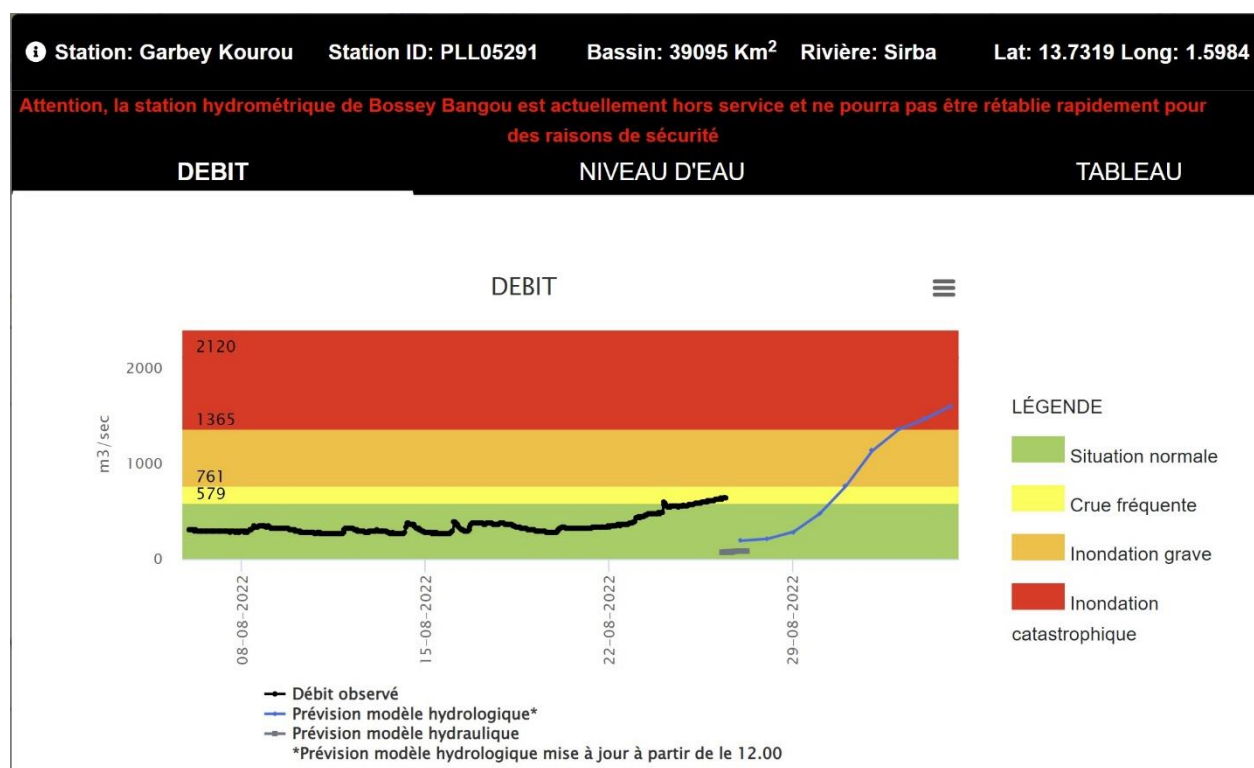 Station: Garbey Kourou Station ID: PLL05291 Bassin: 39095 Km2 Rivière: Sirba Lat: 13.7319 Long: 1.5984
Attention, la station hydrométrique de Bossey Bangou est actuellement hors service et ne pourra pas être rétablie rapidement pour
des raisons de sécurité
DEBIT NIVEAU D'EAU TABLEAU
DEBIT
2120
2000
1365
1000
761
579
0
m3/sec
08-08-2022
15-08-2022
22-08-2022
29-08-2022
LÉGENDE
Situation normale
Crue fréquente
Inondation grave
Inondation
catastrophique
Débit observé
Prévision modèle hydrologique*
Prévision modèle hydraulique
*Prévision modèle hydrologique mise à jour à partir de le 12.00